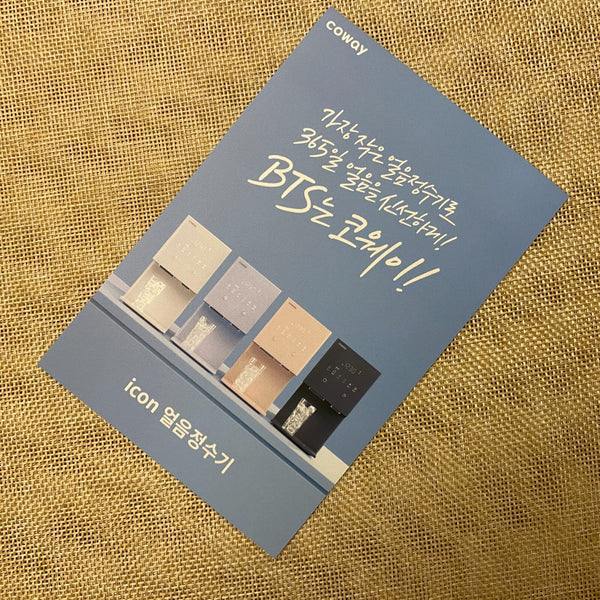 coway
가장 작은 얼음정수기로
365일 얼음을 신선하게!
BTS는 코웨이!
icon 얼음정수기